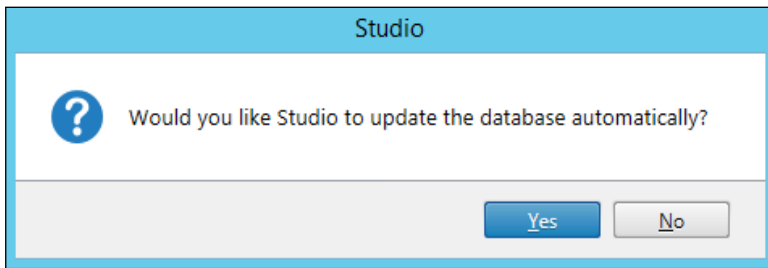 Studio
Would you like Studio to update the database automatically?
Yes
No